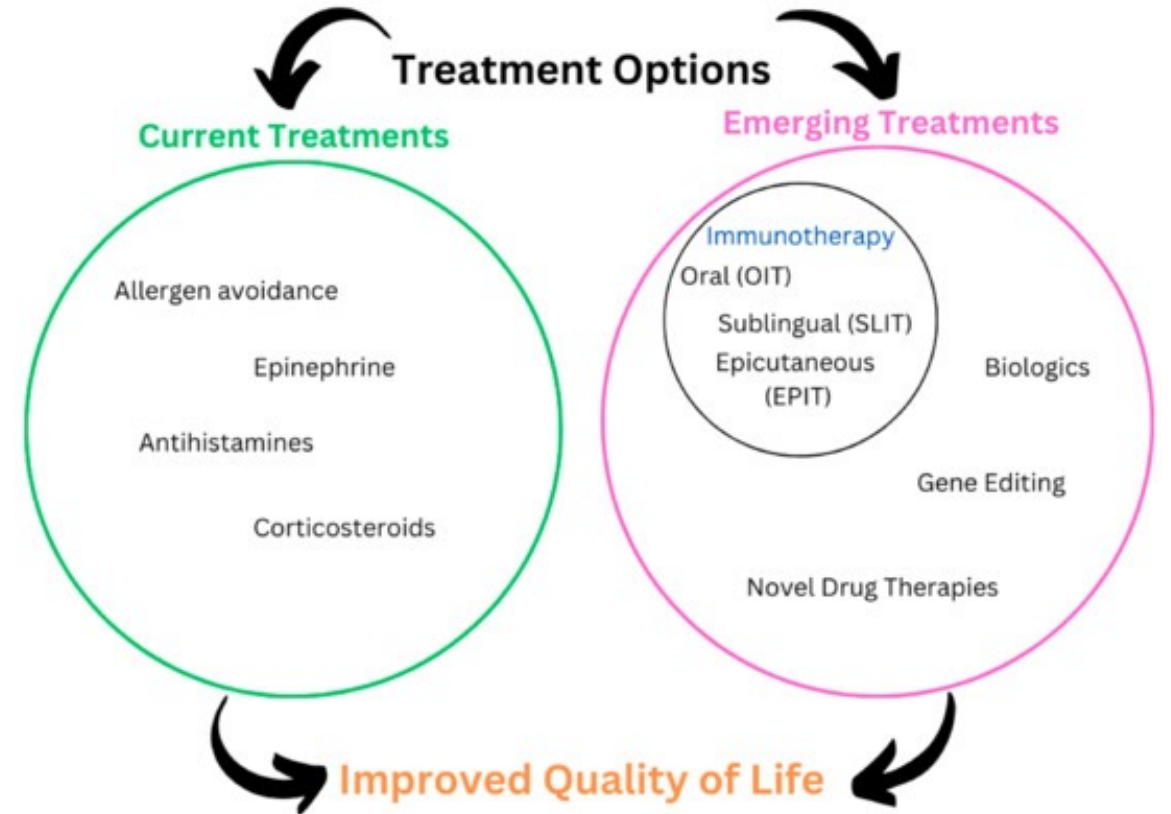 Treatment Options
Current Treatments
Allergen avoidance
Epinephrine
Antihistamines
Corticosteroids
Emerging Treatments
Immunotherapy
Oral (OIT)
Sublingual (SLIT)
Epicutaneous
(EPIT)
Biologics
Gene Editing
Novel Drug Therapies
Improved Quality of Life